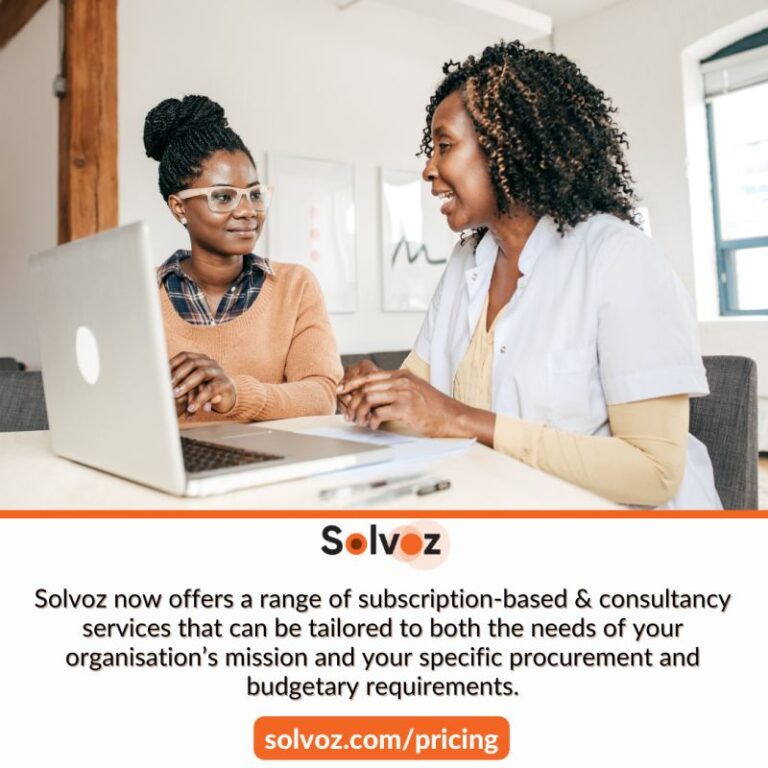 Solvoz
Solvoz now offers a range of subscription-based & consultancy
services that can be tailored to both the needs of your
organisation's mission and your specific procurement and
budgetary requirements.
solvoz.com/pricing